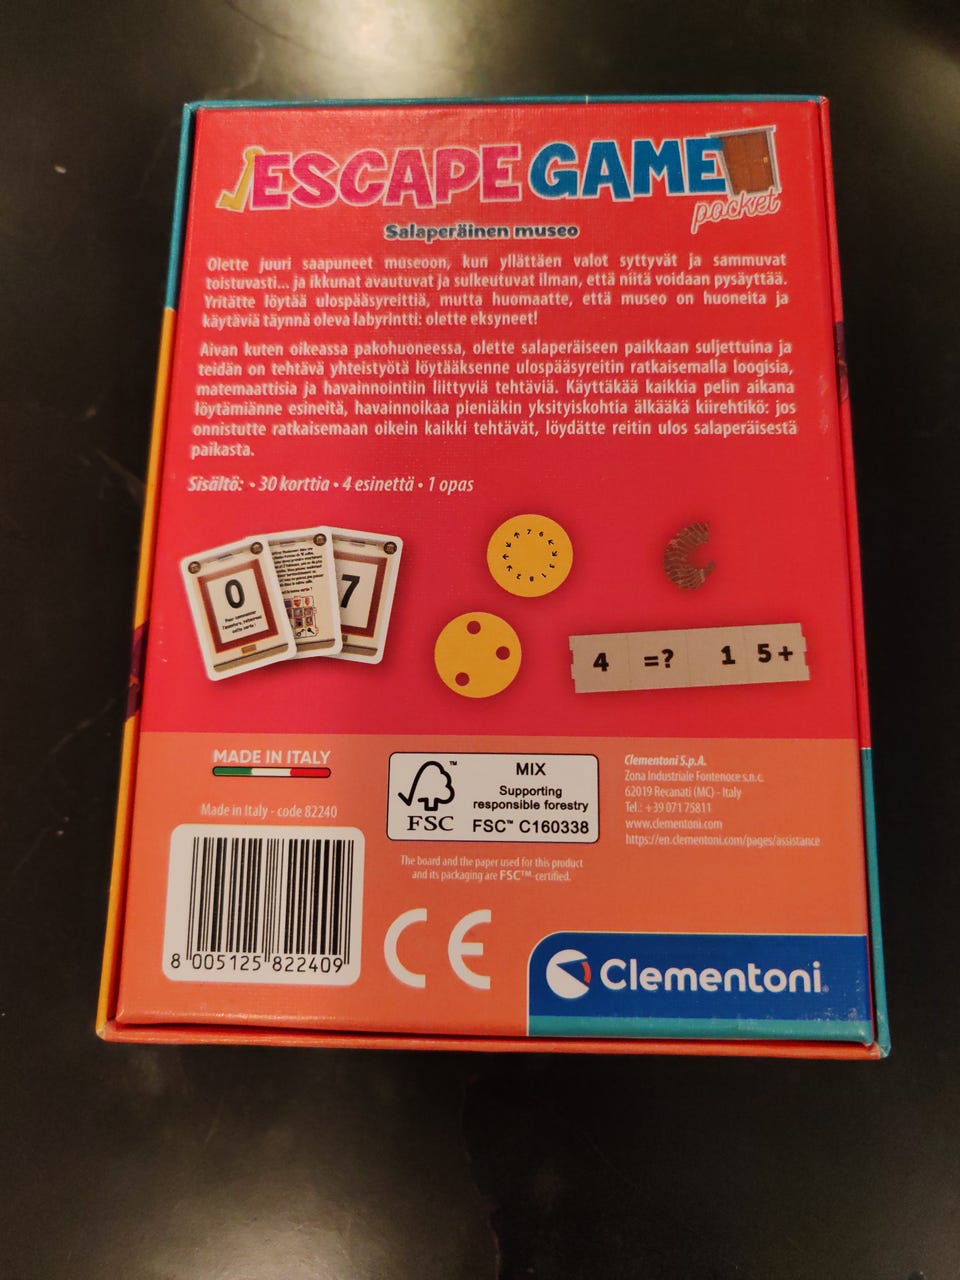 ESCAPE GAME
pocket
Salaperäinen museo
Olette juuri saapuneet museoon, kun yllättäen valot syttyvät ja sammuvat
toistuvasti... ja ikkunat avautuvat ja sulkeutuvat ilman, että niitä voidaan pysäyttää.
Yritätte löytää ulospääsyreittiä, mutta huomaatte, että museo on huoneita ja
käytäviä täynnä oleva labyrintti: olette eksyneet!
Aivan kuten oikeassa pakohuoneessa, olette salaperäiseen paikkaan suljettuina ja
teidän on tehtävä yhteistyötä löytääksenne ulospääsyreitin ratkaisemalla loogisia,
matemaattisia ja havainnointiin liittyviä tehtäviä. Käyttäkää kaikkia pelin aikana
löytämiänne esineitä, havainnoikaa pieniäkin yksityiskohtia älkääkä kiirehtikö: jos
onnistutte ratkaisemaan oikein kaikki tehtävät, löydätte reitin ulos salaperäisestä
paikasta.
Sisältö: • 30 korttia • 4 esinettä • 1 opas
0
Pour commencer
l'aventure, retournez
cette carte !
7
4 =? 1 5+
MADE IN ITALY
Made in Italy - code 82240
8 005125 822409
FSC
MIX
Supporting
responsible forestry
FSC™ C160338
The board and the paper used for this product
and its packaging are FSC™-certified.
CE
Clementoni S.p.A.
Zona Industriale Fontenoce s.n.c.
62019 Recanati (MC) - Italy
Tel.: +39 071 75811
www.clementoni.com
https://en.clementoni.com/pages/assistance
Clementoni